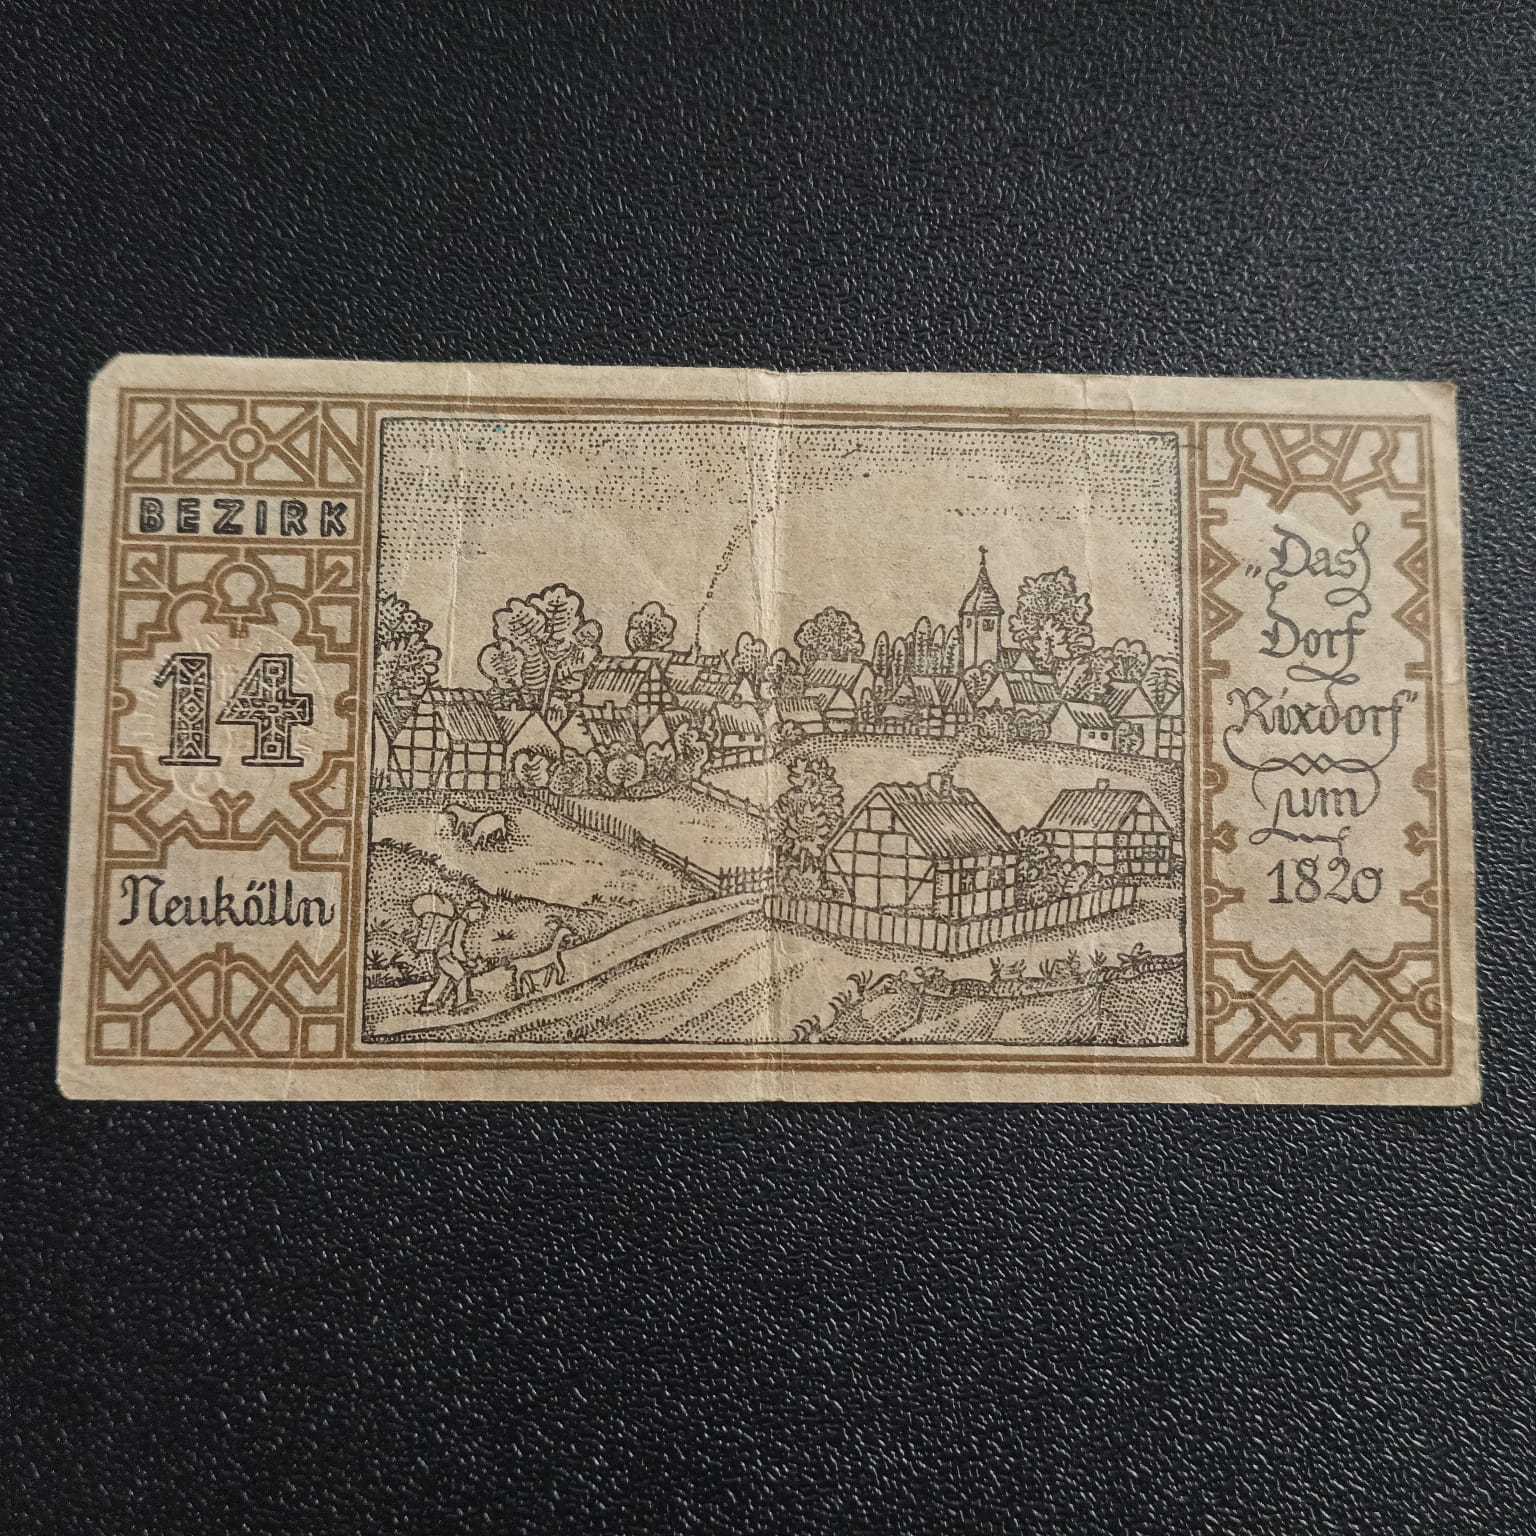 BEZIRK
14
Neukölln
„Das
Dorf
Rixdorf"
um
1820